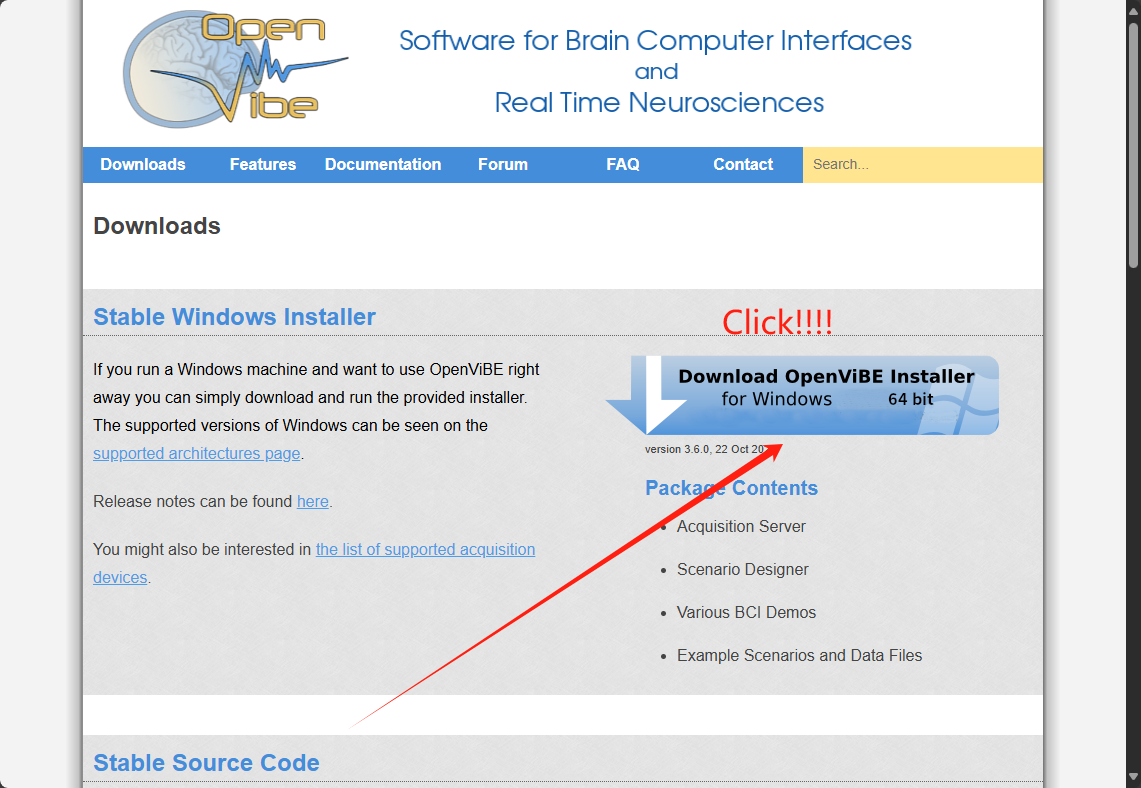 Open
Vibe
Software for Brain Computer Interfaces
and
Real Time Neurosciences
Downloads Features Documentation Forum FAQ Contact Search...
Downloads
Stable Windows Installer
Click!!!!
If you run a Windows machine and want to use OpenViBE right
away you can simply download and run the provided installer.
The supported versions of Windows can be seen on the
supported architectures page.
Release notes can be found here.
You might also be interested in the list of supported acquisition
devices.
Download OpenViBE Installer
for Windows 64 bit
version 3.6.0, 22 Oct
Package Contents
• Acquisition Server
• Scenario Designer
• Various BCI Demos
• Example Scenarios and Data Files
Stable Source Code